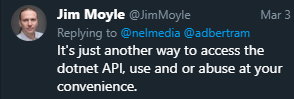 Jim Moyle @JimMoyle Mar 3
Replying to @nelmedia @adbertram
It's just another way to access the
dotnet API, use and or abuse at your
convenience.